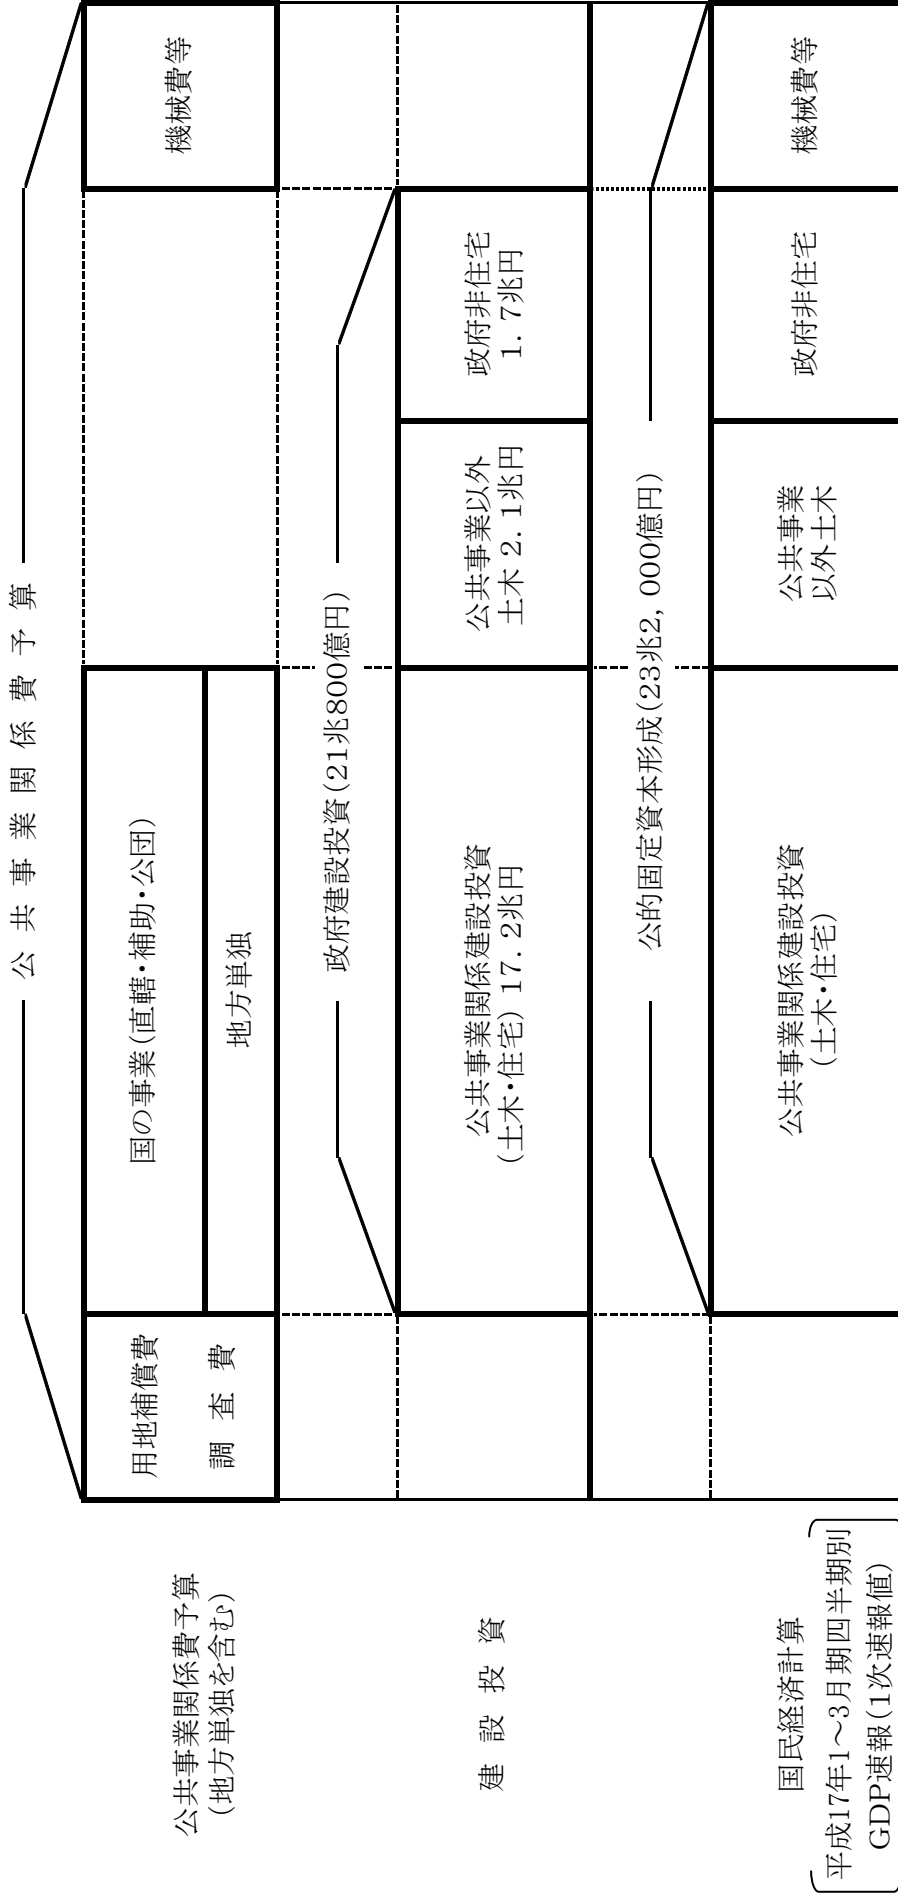 公共事業関係費予算
公共事業関係費予算
(地方単独を含む)
用地補償費
調査費
国の事業(直轄・補助・公団)
地方単独
機械費等
政府建設投資(21兆800億円)
建設投資
公共事業関係建設投資
(土木・住宅) 17. 2兆円
公共事業以外
土木 2. 1兆円
政府非住宅
1. 7兆円
公的固定資本形成(23兆2, 000億円)
国民経済計算
平成17年1~3月期四半期別
GDP速報(1次速報値)
公共事業関係建設投資
(土木・住宅)
公共事業
以外土木
政府非住宅
機械費等